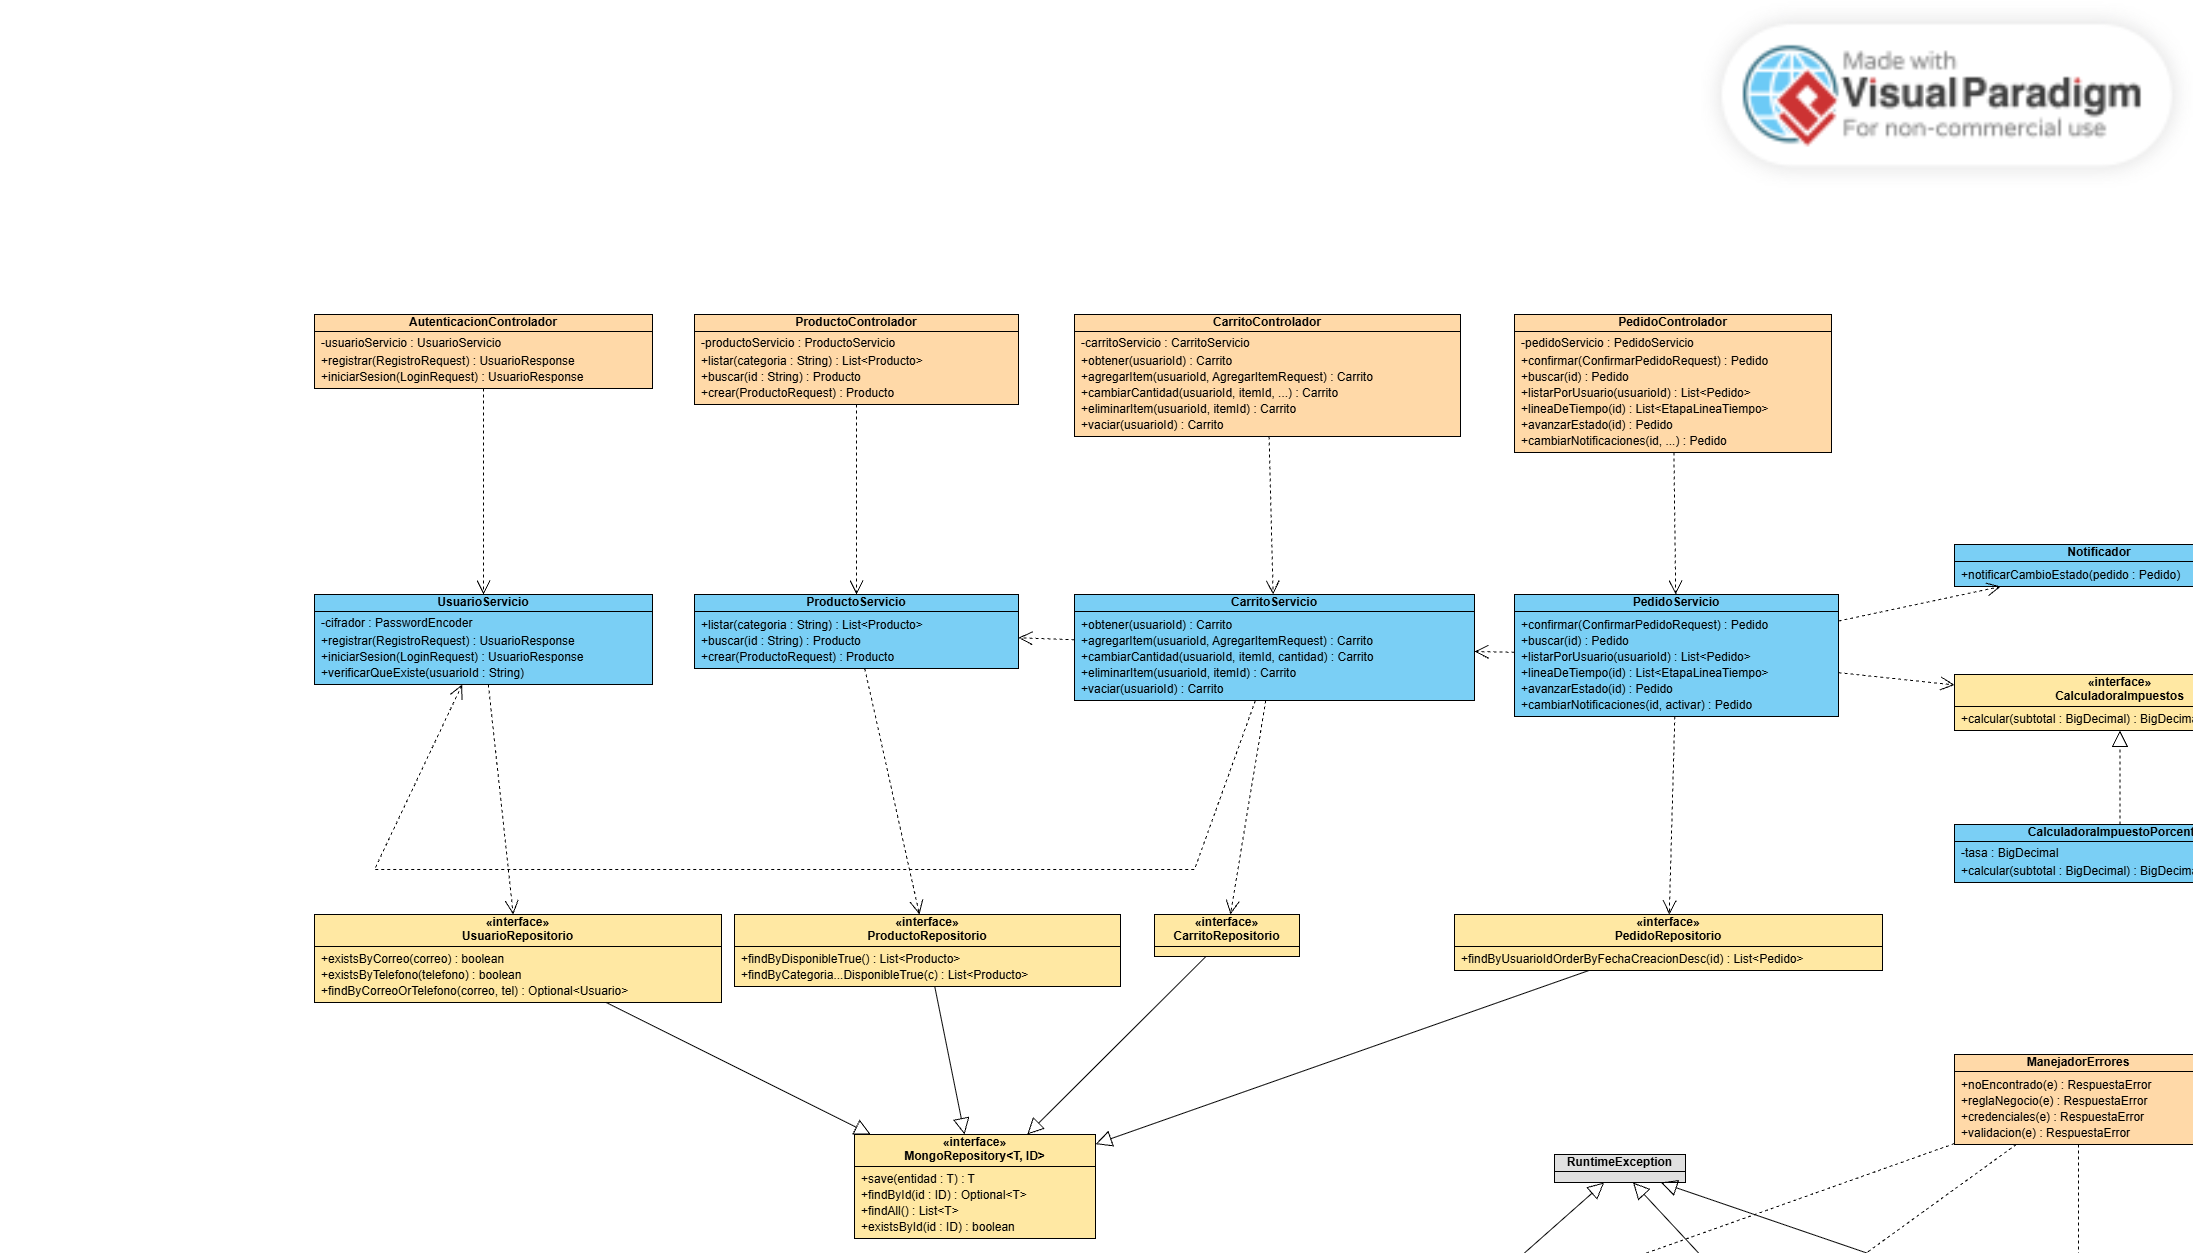 Made with
Visual Paradigm
For non-commercial use
AutenticacionControlador
-usuarioServicio : UsuarioServicio
+registrar(RegistroRequest) : UsuarioResponse
+iniciarSesion(LoginRequest) : UsuarioResponse
ProductoControlador
-productoServicio : ProductoServicio
+listar(categoria : String) : List<Producto>
+buscar(id : String) : Producto
+crear(ProductoRequest) : Producto
CarritoControlador
-carritoServicio : CarritoServicio
+obtener(usuarioId) : Carrito
+agregarItem(usuarioId, AgregarItemRequest) : Carrito
+cambiarCantidad(usuarioId, itemId, ...) : Carrito
+eliminarItem(usuarioId, itemId) : Carrito
+vaciar(usuarioId) : Carrito
PedidoControlador
-pedidoServicio : PedidoServicio
+confirmar(ConfirmarPedidoRequest) : Pedido
+buscar(id) : Pedido
+listarPorUsuario(usuarioId) : List<Pedido>
+lineaDeTiempo(id) : List<EtapaLineaTiempo>
+avanzarEstado(id) : Pedido
+cambiarNotificaciones(id, ...) : Pedido
Notificador
+notificarCambioEstado(pedido : Pedido)
UsuarioServicio
-cifrador : PasswordEncoder
+registrar(RegistroRequest) : UsuarioResponse
+iniciarSesion(LoginRequest) : UsuarioResponse
+verificarQueExiste(usuarioId : String)
ProductoServicio
+listar(categoria : String) : List<Producto>
+buscar(id : String) : Producto
+crear(ProductoRequest) : Producto
CarritoServicio
+obtener(usuarioId) : Carrito
+agregarItem(usuarioId, AgregarItemRequest) : Carrito
+cambiarCantidad(usuarioId, itemId, cantidad) : Carrito
+eliminarItem(usuarioId, itemId) : Carrito
+vaciar(usuarioId) : Carrito
PedidoServicio
+confirmar(ConfirmarPedidoRequest) : Pedido
+buscar(id) : Pedido
+listarPorUsuario(usuarioId) : List<Pedido>
+lineaDeTiempo(id) : List<EtapaLineaTiempo>
+avanzarEstado(id) : Pedido
+cambiarNotificaciones(id, activar) : Pedido
«interface»
CalculadoraImpuestos
+calcular(subtotal : BigDecimal) : BigDecima
CalculadoraImpuestoPorcent
-tasa : BigDecimal
+calcular(subtotal : BigDecimal) : BigDecima
«interface»
UsuarioRepositorio
+existsByCorreo(correo) : boolean
+existsByTelefono(telefono) : boolean
+findByCorreoOrTelefono(correo, tel) : Optional<Usuario>
«interface»
ProductoRepositorio
+findByDisponibleTrue() : List<Producto>
+findByCategoria...DisponibleTrue(c) : List<Producto>
«interface»
CarritoRepositorio
«interface»
PedidoRepositorio
+findByUsuarioIdOrderByFechaCreacionDesc(id) : List<Pedido>
ManejadorErrores
+noEncontrado(e) : RespuestaError
+reglaNegocio(e) : RespuestaError
+credenciales(e) : RespuestaError
+validacion(e) : RespuestaError
«interface»
MongoRepository<T, ID>
+save(entidad : T) : T
+findById(id : ID) : Optional<T>
+findAll() : List<T>
+existsById(id : ID) : boolean
RuntimeException